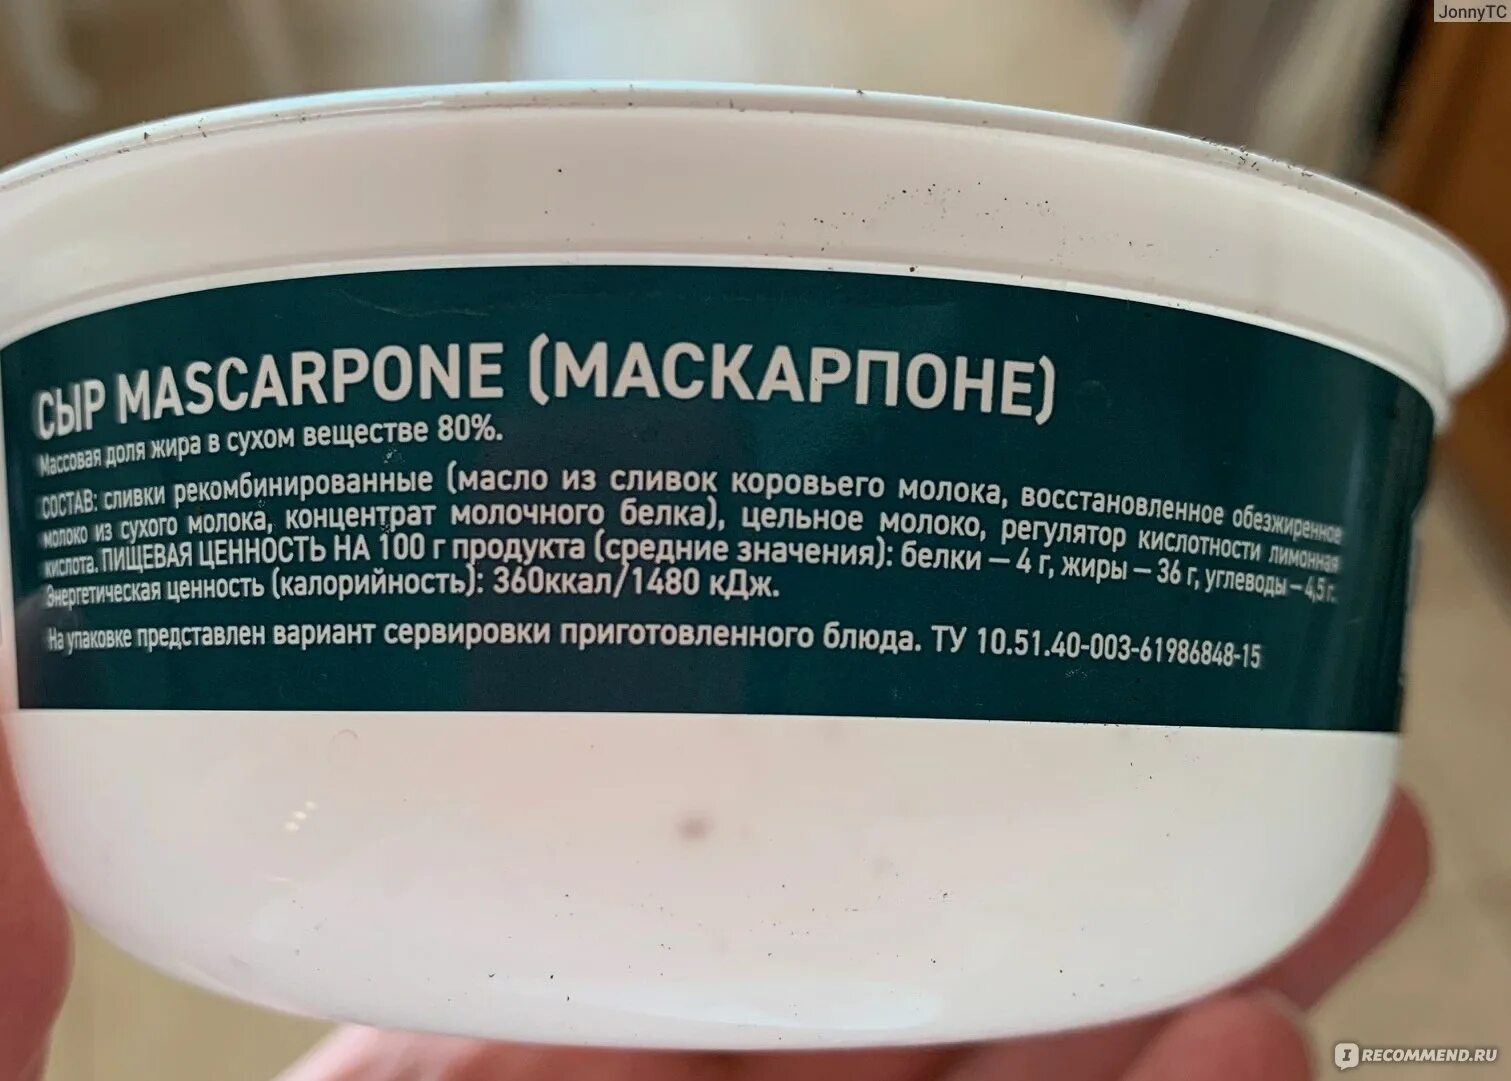 JonnyTC
СЫР MASCARPONE (МАСКАРПОНЕ)
Массовая доля жира в сухом веществе 80%.
СОСТАВ: сливки рекомбинированные (масло из сливок коровьего молока, восстановленное обезжиренное
молоко из сухого молока, концентрат молочного белка), цельное молоко, регулятор кислотности лимонная
кислота. ПИЩЕВАЯ ЦЕННОСТЬ НА 100 г продукта (средние значения): белки – 4 г, жиры – 36 г, углеводы – 4,5 г.
Энергетическая ценность (калорийность): 360ккал/1480 кДж.
На упаковке представлен вариант сервировки приготовленного блюда. ТУ 10.51.40-003-61986848-15
I RECOMMEND.RU